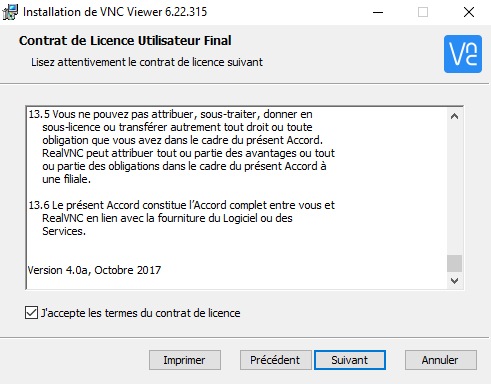 Installation de VNC Viewer 6.22.315
Contrat de Licence Utilisateur Final
Lisez attentivement le contrat de licence suivant
13.5 Vous ne pouvez pas attribuer, sous-traiter, donner en
sous-licence ou transférer autrement tout droit ou toute
obligation que vous avez dans le cadre du présent Accord.
RealVNC peut attribuer tout ou partie des avantages ou tout
ou partie des obligations dans le cadre du présent Accord à
une filiale.
13.6 Le présent Accord constitue l'Accord complet entre vous et
RealVNC en lien avec la fourniture du Logiciel ou des
Services.
Version 4.0a, Octobre 2017
J'accepte les termes du contrat de licence
Imprimer Précédent Suivant Annuler